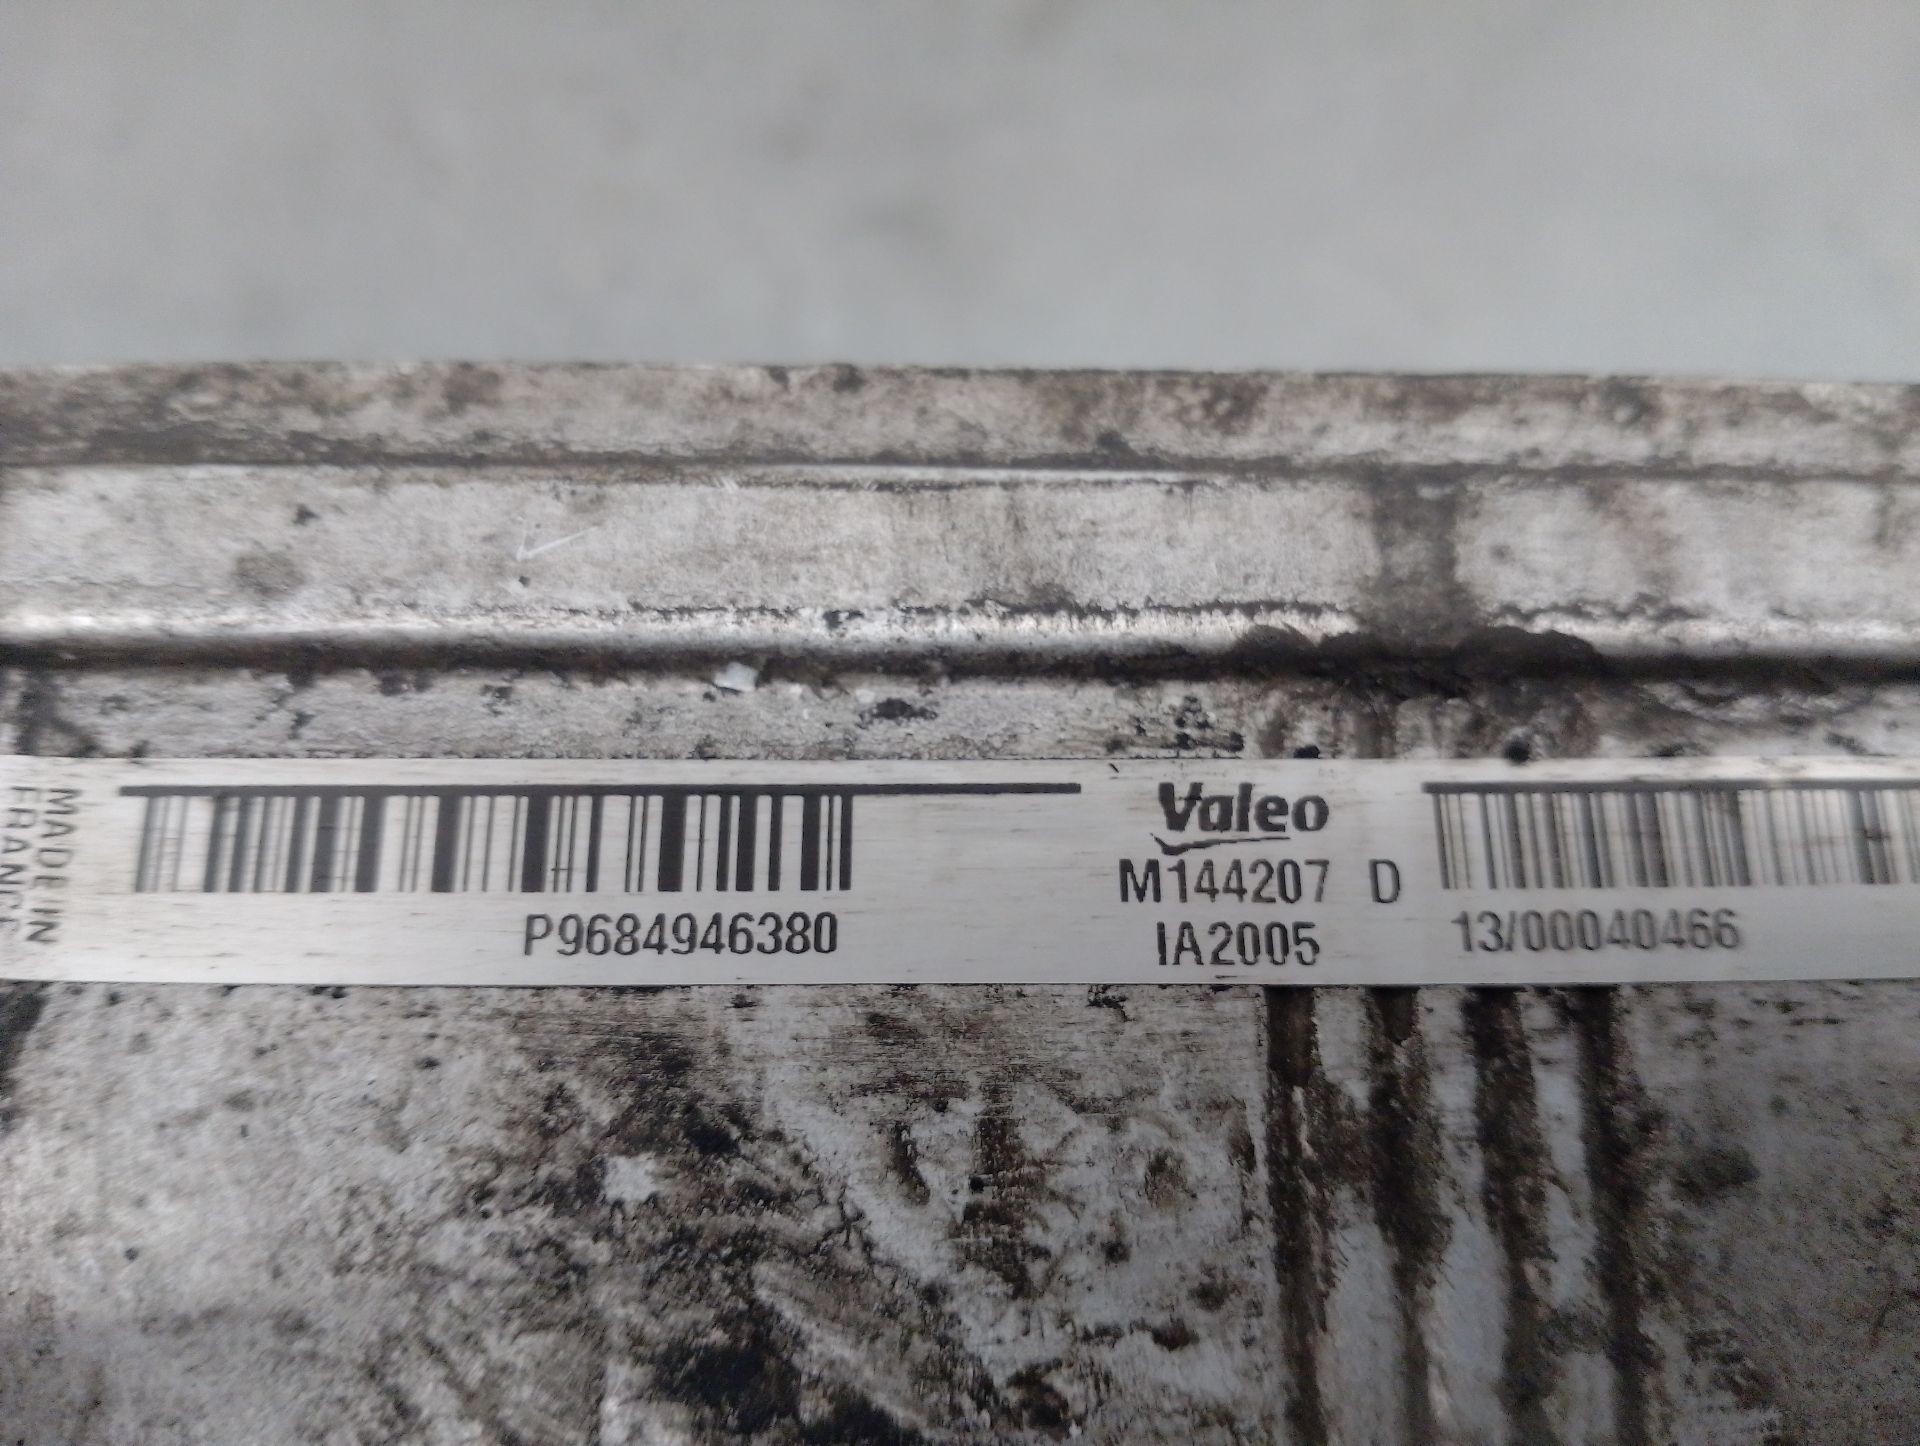 MADE IN
FRANCE
P9684946380
Valeo
M144207 D
IA2005
13/00040466